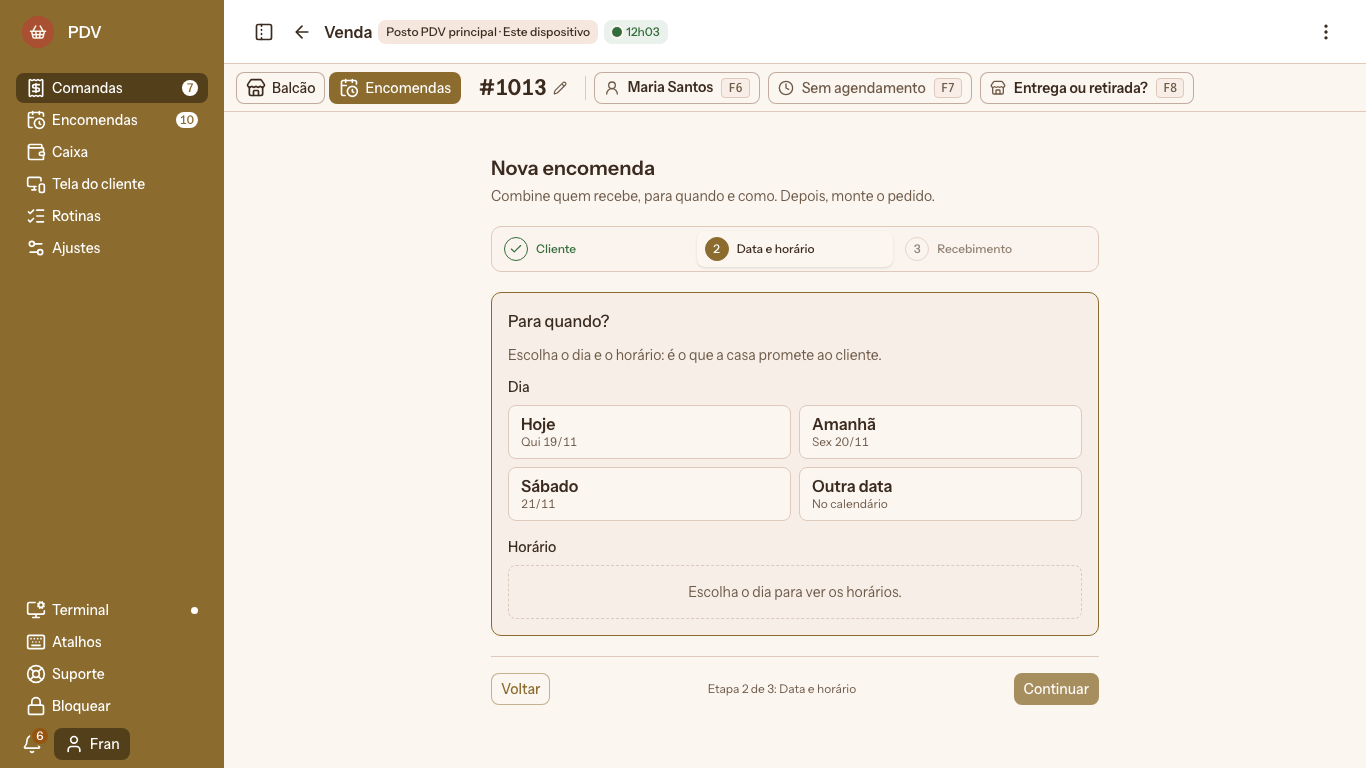 PDV
Comandas 7
Encomendas 10
Caixa
Tela do cliente
Rotinas
Ajustes
Terminal
Atalhos
Suporte
Bloquear
6 Fran
Venda Posto PDV principal · Este dispositivo 12h03
Balcão Encomendas #1013 Maria Santos F6 Sem agendamento F7 Entrega ou retirada? F8
Nova encomenda
Combine quem recebe, para quando e como. Depois, monte o pedido.
Cliente 2 Data e horário 3 Recebimento
Para quando?
Escolha o dia e o horário: é o que a casa promete ao cliente.
Dia
Hoje
Qui 19/11
Amanhã
Sex 20/11
Sábado
21/11
Outra data
No calendário
Horário
Escolha o dia para ver os horários.
Voltar Etapa 2 de 3: Data e horário Continuar